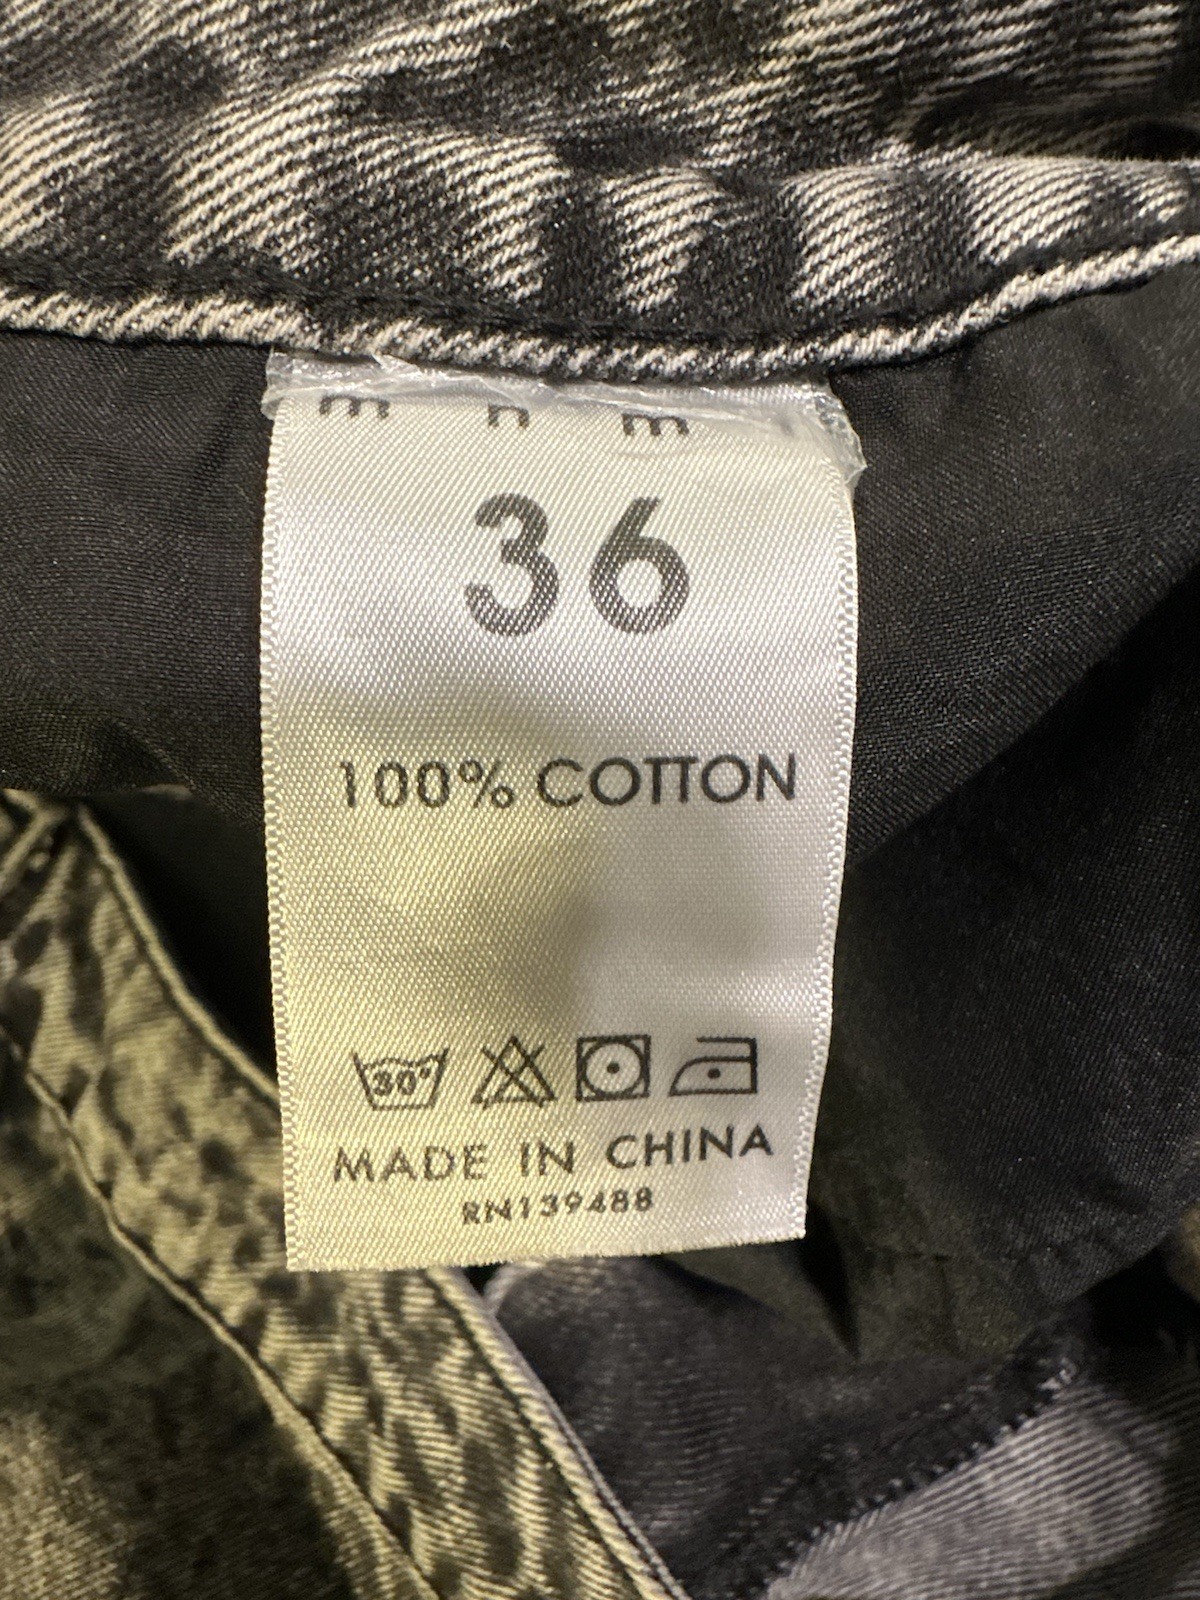 36
100% COTTON
30°
MADE IN CHINA
RN139488